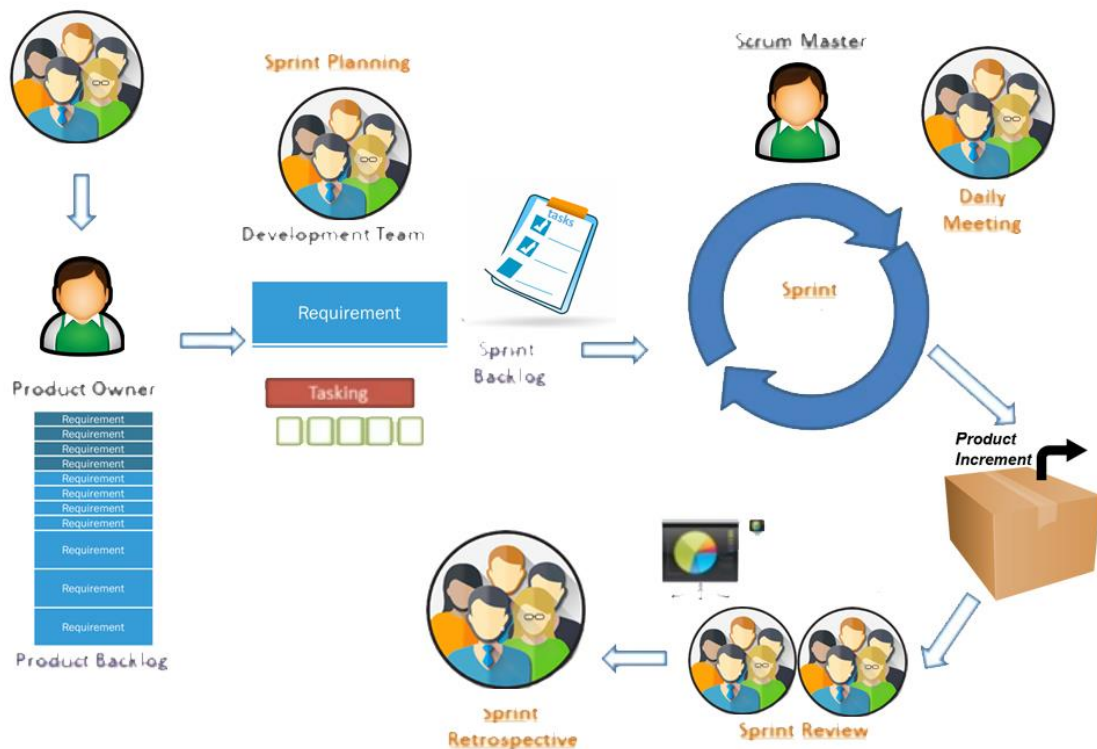 Sprint Planning
Development Team
Requirement
Tasking
Product Owner
Requirement
Requirement
Requirement
Requirement
Requirement
Requirement
Requirement
Requirement
Requirement
Requirement
Requirement
Product Backlog
tasks
Sprint
Backlog
Scrum Master
Daily
Meeting
Sprint
Product
Increment
Sprint Review
Sprint
Retrospective